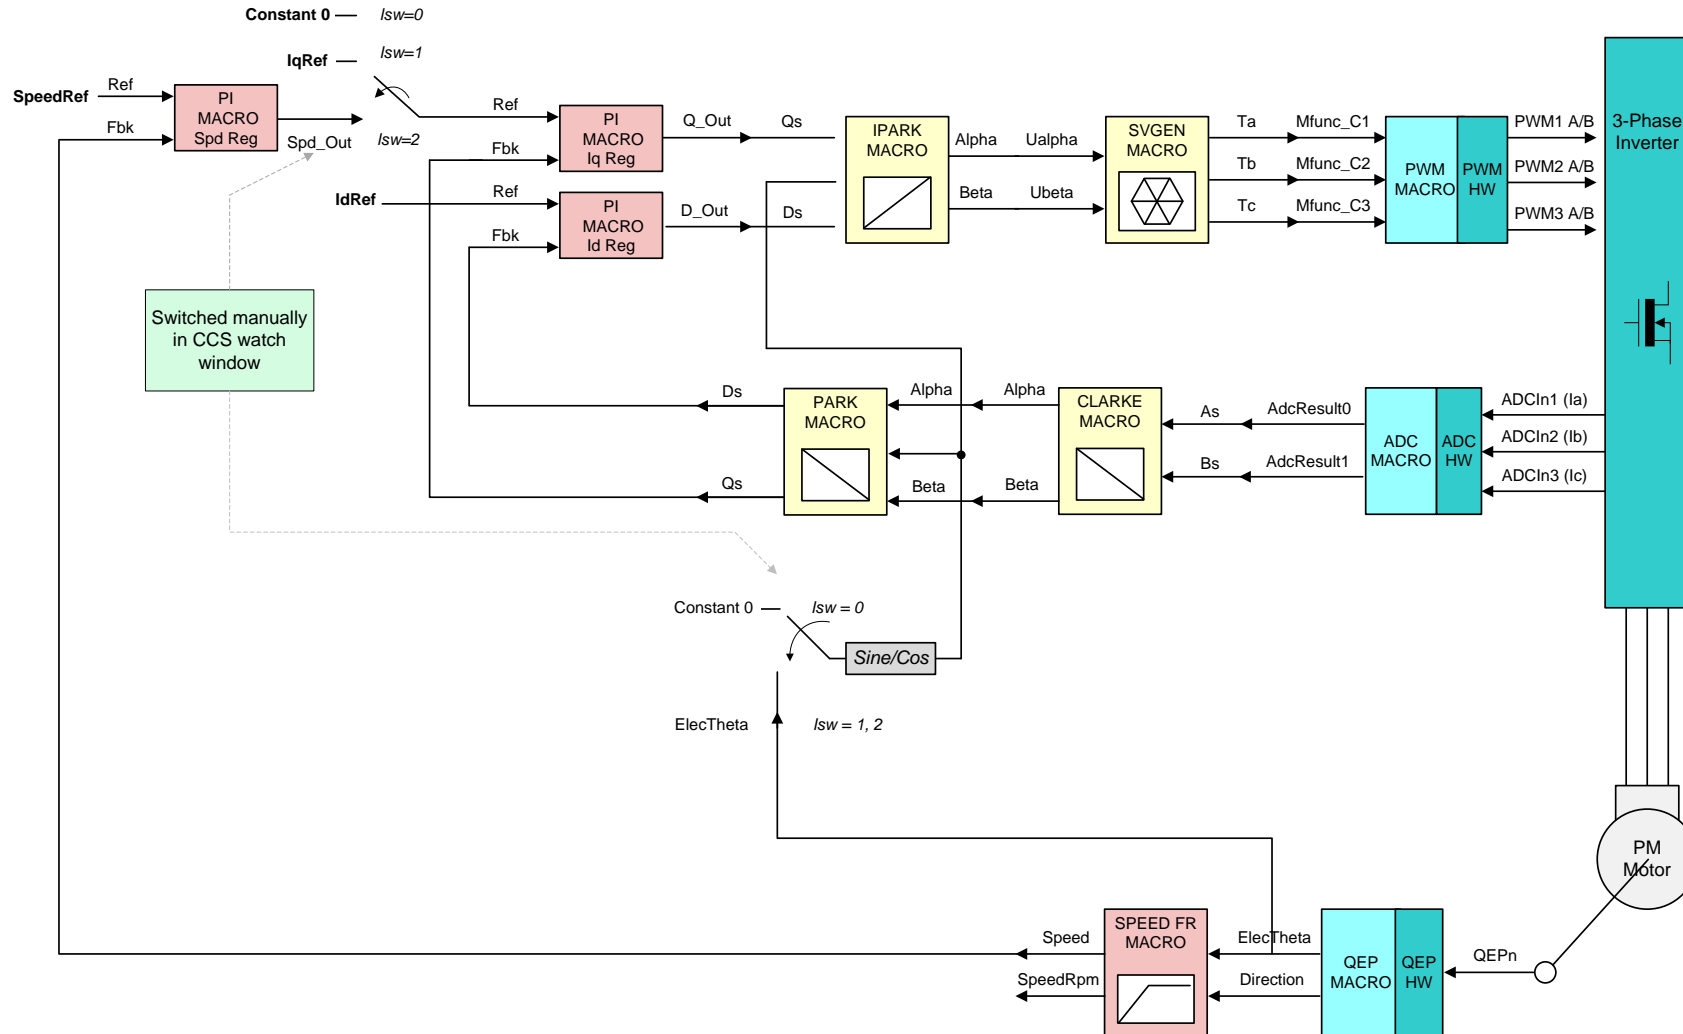 Constant 0
Isw=0
IqRef
Isw=1
SpeedRef
Ref
Fbk
PI
MACRO
Spd Reg
Spd_Out
Isw=2
Ref
Fbk
PI
MACRO
Iq Reg
Q_Out
Qs
IdRef
Ref
Fbk
PI
MACRO
Id Reg
D_Out
Ds
IPARK
MACRO
Alpha
Ualpha
Beta
Ubeta
SVGEN
MACRO
Ta
Mfunc_C1
Tb
Mfunc_C2
Tc
Mfunc_C3
PWM
MACRO
PWM
HW
PWM1 A/B
PWM2 A/B
PWM3 A/B
3-Phase
Inverter
Switched manually
in CCS watch
window
Ds
Qs
PARK
MACRO
Alpha
Alpha
Beta
Beta
CLARKE
MACRO
As
AdcResult0
Bs
AdcResult1
ADC
MACRO
ADC
HW
ADCIn1 (Ia)
ADCIn2 (Ib)
ADCIn3 (Ic)
Constant 0
Isw = 0
Sine/Cos
ElecTheta
Isw = 1, 2
PM
Motor
Speed
SpeedRpm
SPEED FR
MACRO
ElecTheta
Direction
QEP
MACRO
QEP
HW
QEPn